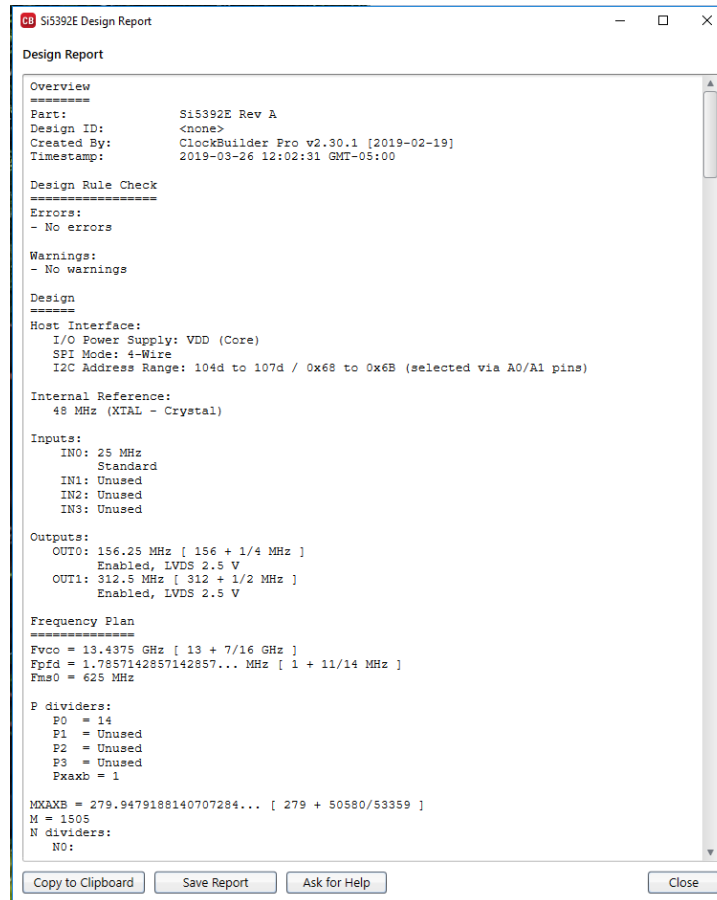 CB Si5392E Design Report
Design Report
Overview
========
Part: Si5392E Rev A
Design ID: <none>
Created By: ClockBuilder Pro v2.30.1 [2019-02-19]
Timestamp: 2019-03-26 12:02:31 GMT-05:00
Design Rule Check
=================
Errors:
- No errors
Warnings:
- No warnings
Design
======
Host Interface:
I/O Power Supply: VDD (Core)
SPI Mode: 4-Wire
I2C Address Range: 104d to 107d / 0x68 to 0x6B (selected via A0/A1 pins)
Internal Reference:
48 MHz (XTAL - Crystal)
Inputs:
IN0: 25 MHz
Standard
IN1: Unused
IN2: Unused
IN3: Unused
Outputs:
OUT0: 156.25 MHz [ 156 + 1/4 MHz ]
Enabled, LVDS 2.5 V
OUT1: 312.5 MHz [ 312 + 1/2 MHz ]
Enabled, LVDS 2.5 V
Frequency Plan
==============
Fvco = 13.4375 GHz [ 13 + 7/16 GHz ]
Fpfd = 1.7857142857142857... MHz [ 1 + 11/14 MHz ]
Fms0 = 625 MHz
P dividers:
P0 = 14
P1 = Unused
P2 = Unused
P3 = Unused
Pxaxb = 1
MXAXB = 279.9479188140707284... [ 279 + 50580/53359 ]
M = 1505
N dividers:
N0:
Copy to Clipboard Save Report Ask for Help Close